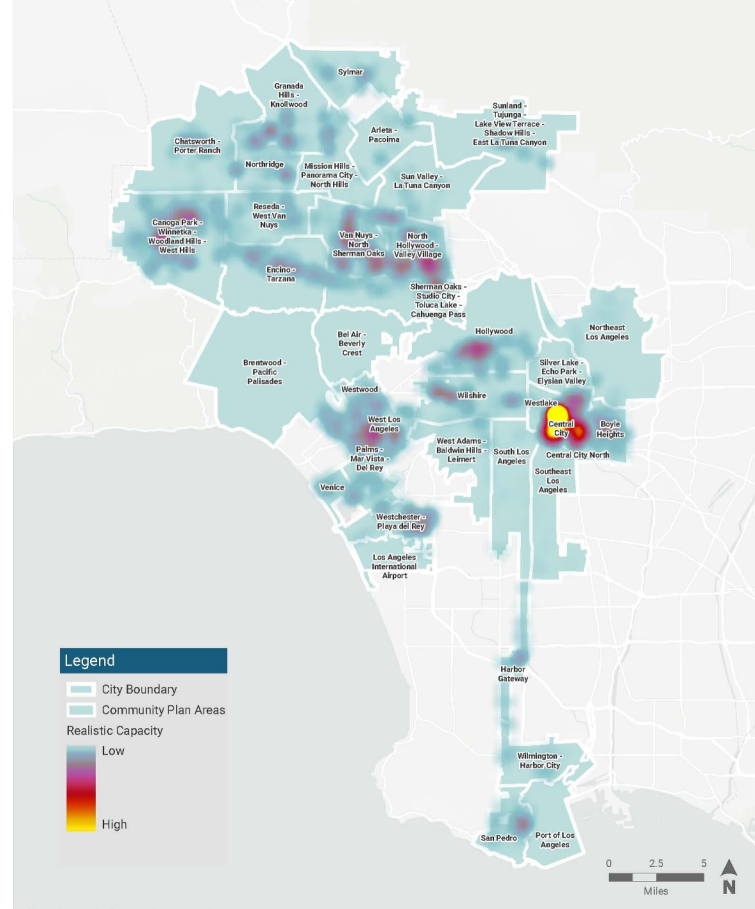 Sylmar
Granada
Hills -
Knollwood
Sunland -
Tujunga -
Lake View Terrace -
Shadow Hills -
East La Tuna Canyon
Arleta -
Pacoima
Chatsworth -
Porter Ranch
Northridge
Mission Hills -
Panorama City -
North Hills
Sun Valley -
La Tuna Canyon
Reseda -
West Van
Nuys
Canoga Park -
Winnetka -
Woodland Hills -
West Hills
Van Nuys -
North
Sherman Oaks
North
Hollywood -
Valley Village
Encino -
Tarzana
Sherman Oaks -
Studio City -
Toluca Lake -
Cahuenga Pass
Hollywood
Northeast
Los Angeles
Bel Air -
Beverly
Crest
Brentwood -
Pacific
Palisades
Silver Lake -
Echo Park -
Elysian Valley
Westwood
Wilshire
Westlake
West Los
Angeles
Central
City
Boyle
Heights
Palms -
Mar Vista -
Del Rey
West Adams -
Baldwin Hills -
Leimert
South Los
Angeles
Central City North
Southeast
Los
Angeles
Venice
Westchester -
Playa del Rey
Los Angeles
International
Airport
Harbor
Gateway
Wilmington -
Harbor City
San Pedro
Port of Los
Angeles
Legend
City Boundary
Community Plan Areas
Realistic Capacity
Low
High
0 2.5 5
Miles
N